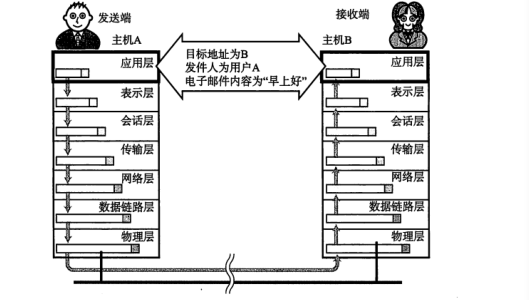 发送端
接收端
主机A
主机B
目标地址为B
发件人为用户A
电子邮件内容为“早上好”
应用层
表示层
会话层
传输层
网络层
数据链路层
物理层
应用层
表示层
会话层
传输层
网络层
数据链路层
物理层